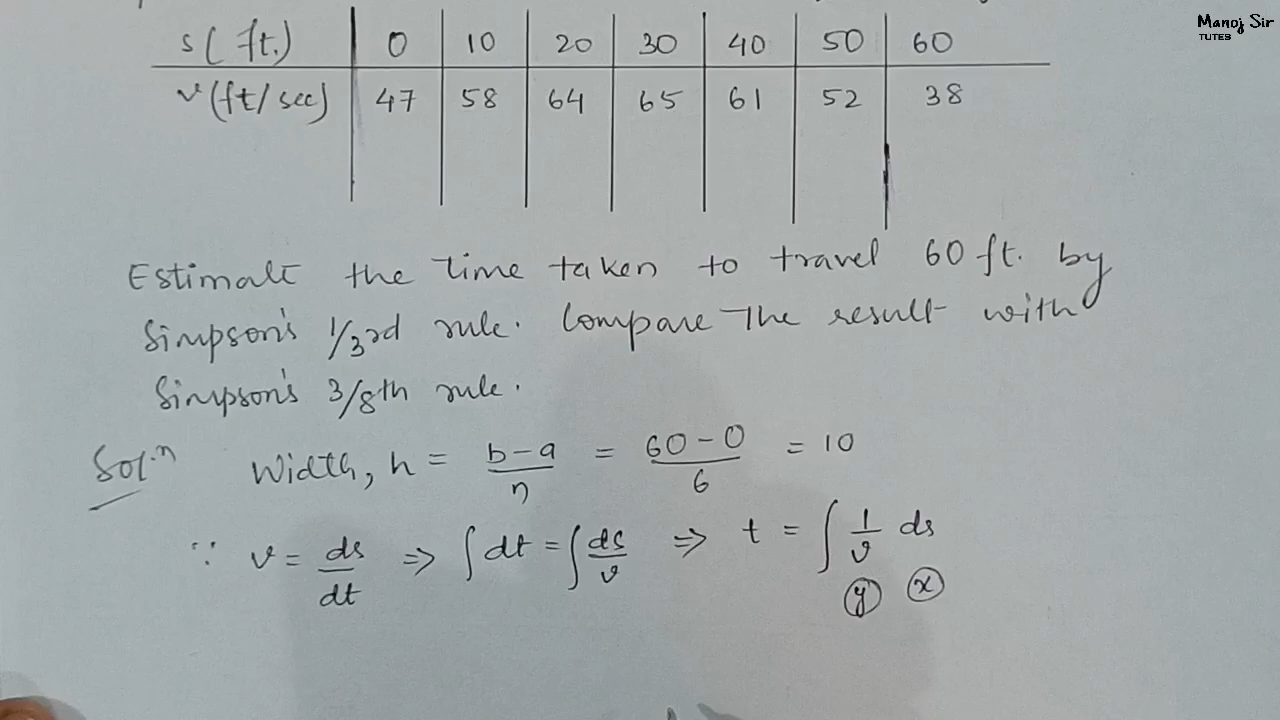 Manoj Sir
TUTES
s( ft.) 0 10 20 30 40 50 60
v(ft/sec) 47 58 64 65 61 52 38
Estimate the time taken to travel 60 ft. by
Simpson's 1/3rd rule. Compare the result with
Simpson's 3/8th rule.
Sol.n Width, h = b-a/n = 60-0/6 = 10
∵ v = ds/dt ⇒ ∫dt = ∫ds/v ⇒ t = ∫ 1/v ds
y x